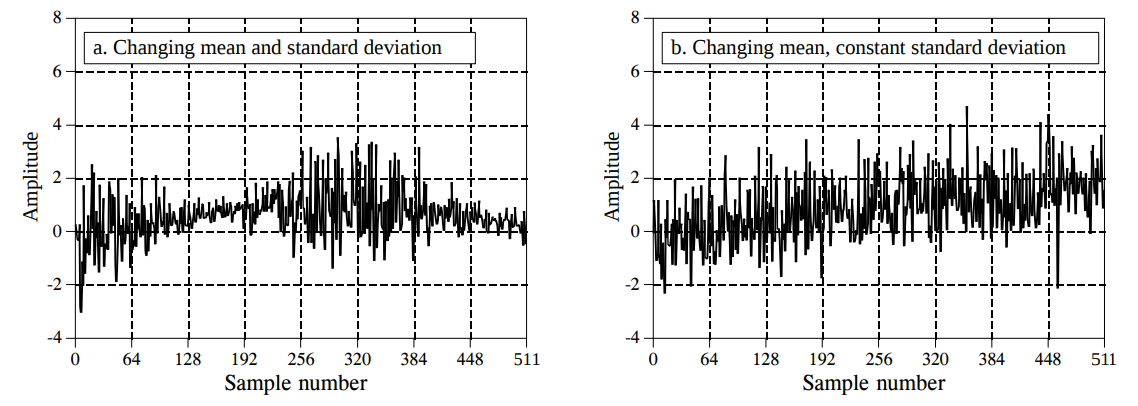 8
a. Changing mean and standard deviation
6
4
2
0
-2
-4
Amplitude
0 64 128 192 256 320 384 448 511
Sample number
8
b. Changing mean, constant standard deviation
6
4
2
0
-2
-4
Amplitude
0 64 128 192 256 320 384 448 511
Sample number